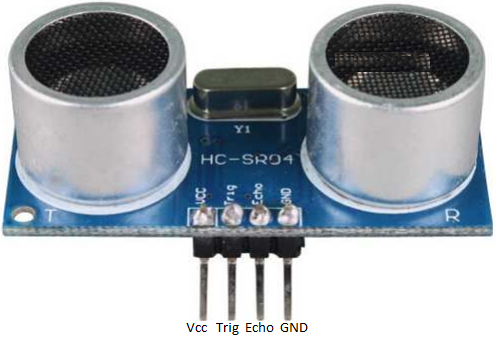 Y1
HC-SR04
VCC Trig Echo GND
T R
Vcc Trig Echo GND